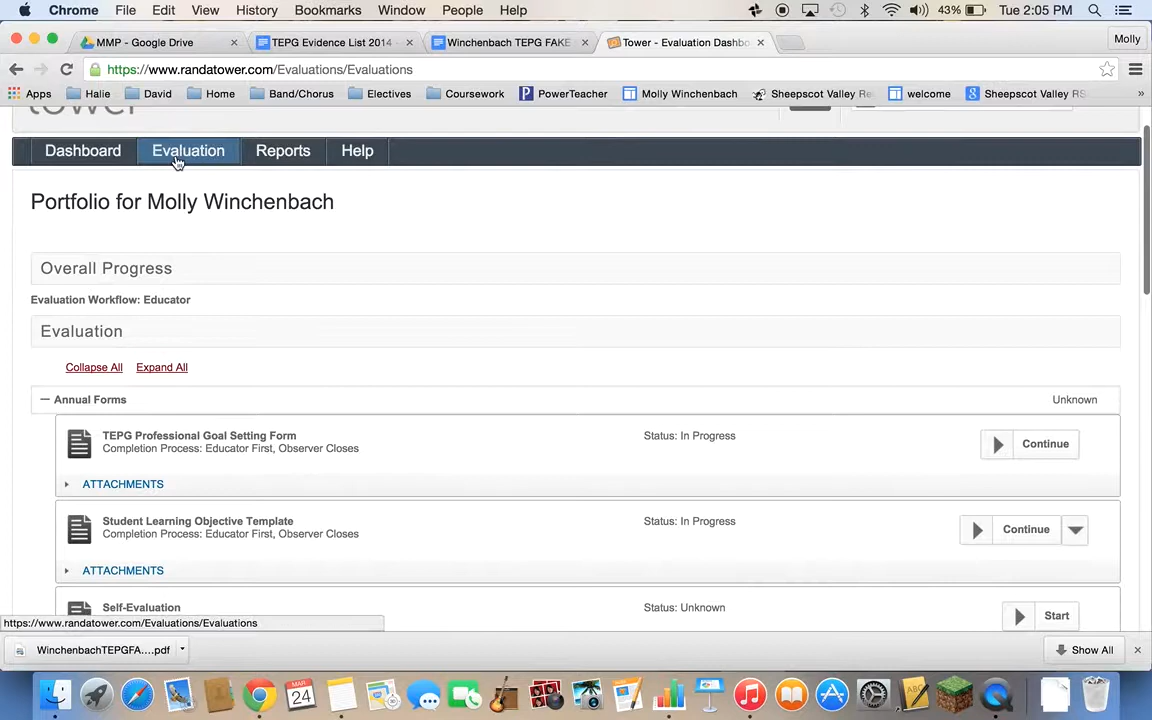 Chrome File Edit View History Bookmarks Window People Help 43% Tue 2:05 PM
MMP - Google Drive TEPG Evidence List 2014 - Winchenbach TEPG FAKE Tower - Evaluation Dashbo Molly
https://www.randatower.com/Evaluations/Evaluations
Apps Halie David Home Band/Chorus Electives Coursework PowerTeacher Molly Winchenbach Sheepscot Valley Re welcome Sheepscot Valley RS »
tower
Dashboard Evaluation Reports Help
Portfolio for Molly Winchenbach
Overall Progress
Evaluation Workflow: Educator
Evaluation
Collapse All Expand All
Annual Forms Unknown
TEPG Professional Goal Setting Form Status: In Progress Continue
Completion Process: Educator First, Observer Closes
ATTACHMENTS
Student Learning Objective Template Status: In Progress Continue
Completion Process: Educator First, Observer Closes
ATTACHMENTS
Self-Evaluation Status: Unknown Start
https://www.randatower.com/Evaluations/Evaluations
WinchenbachTEPGFA....pdf Show All
MAR
24